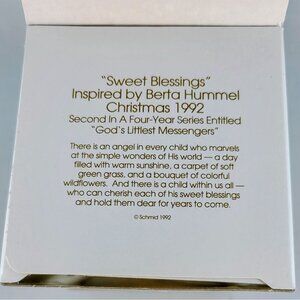 "Sweet Blessings"
Inspired by Berta Hummel
Christmas 1992
Second In A Four-Year Series Entitled
"God's Littlest Messengers"
There is an angel in every child who marvels
at the simple wonders of His world — a day
filled with warm sunshine, a carpet of soft
green grass, and a bouquet of colorful
wildflowers. And there is a child within us all —
who can cherish each of his sweet blessings
and hold them dear for years to come.
© Schmid 1992